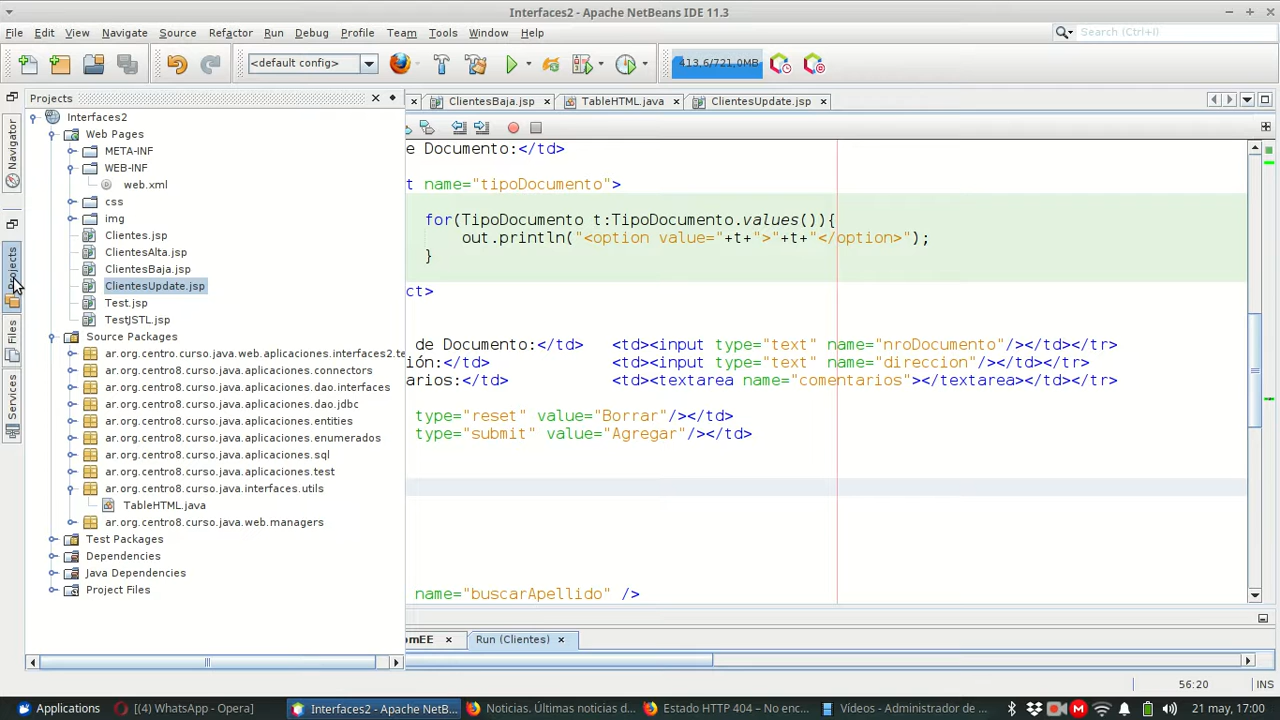 Interfaces2 - Apache NetBeans IDE 11.3
File Edit View Navigate Source Refactor Run Debug Profile Team Tools Window Help
Search (Ctrl+I)
<default config>
413,6/721,0MB
Projects
ClientesBaja.jsp
TableHTML.java
ClientesUpdate.jsp
Navigator
Projects
Files
Services
Interfaces2
Web Pages
META-INF
WEB-INF
web.xml
css
img
Clientes.jsp
ClientesAlta.jsp
ClientesBaja.jsp
ClientesUpdate.jsp
Test.jsp
TestJSTL.jsp
Source Packages
ar.org.centro.curso.java.web.aplicaciones.interfaces2.te
ar.org.centro8.curso.java.aplicaciones.connectors
ar.org.centro8.curso.java.aplicaciones.dao.interfaces
ar.org.centro8.curso.java.aplicaciones.dao.jdbc
ar.org.centro8.curso.java.aplicaciones.entities
ar.org.centro8.curso.java.aplicaciones.enumerados
ar.org.centro8.curso.java.aplicaciones.sql
ar.org.centro8.curso.java.aplicaciones.test
ar.org.centro8.curso.java.interfaces.utils
TableHTML.java
ar.org.centro8.curso.java.web.managers
Test Packages
Dependencies
Java Dependencies
Project Files
e Documento:</td>
t name="tipoDocumento">
for(TipoDocumento t:TipoDocumento.values()){
out.println("<option value="+t+">"+t+"</option>");
}
ct>
de Documento:</td> <td><input type="text" name="nroDocumento"/></td></tr>
ión:</td> <td><input type="text" name="direccion"/></td></tr>
arios:</td> <td><textarea name="comentarios"></textarea></td></tr>
type="reset" value="Borrar"/></td>
type="submit" value="Agregar"/></td>
name="buscarApellido" />
omEE
Run (Clientes)
56:20
INS
Applications
[(4) WhatsApp - Opera]
Interfaces2 - Apache NetB...
Noticias. Últimas noticias d...
Estado HTTP 404 – No enc...
Vídeos - Administrador de ...
21 may, 17:00